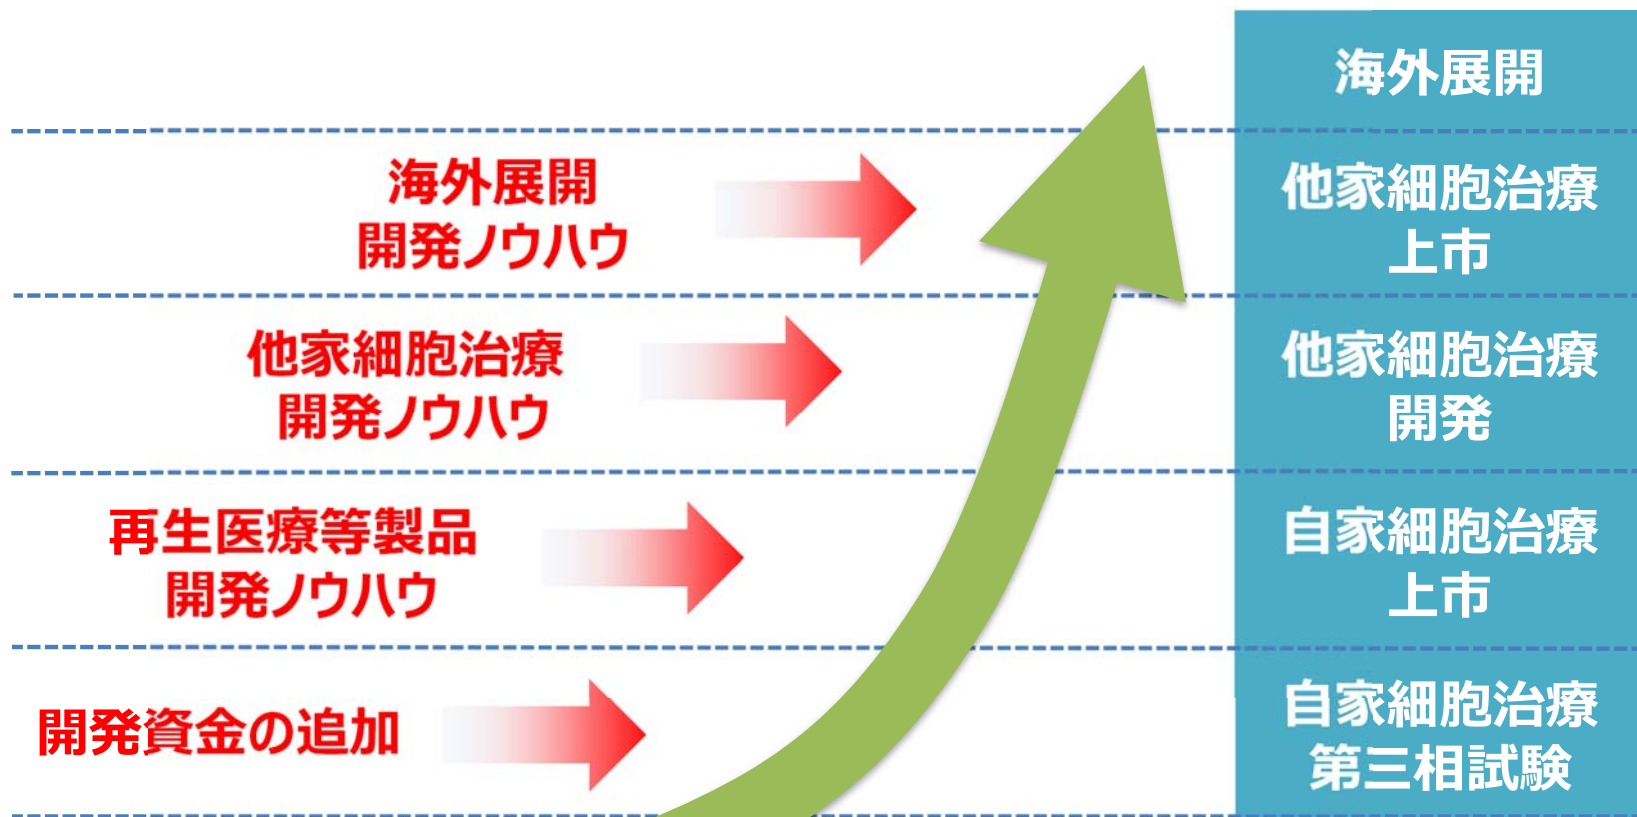 海外展開
海外展開
開発ノウハウ
他家細胞治療
上市
他家細胞治療
開発ノウハウ
他家細胞治療
開発
再生医療等製品
開発ノウハウ
自家細胞治療
上市
開発資金の追加
自家細胞治療
第三相試験